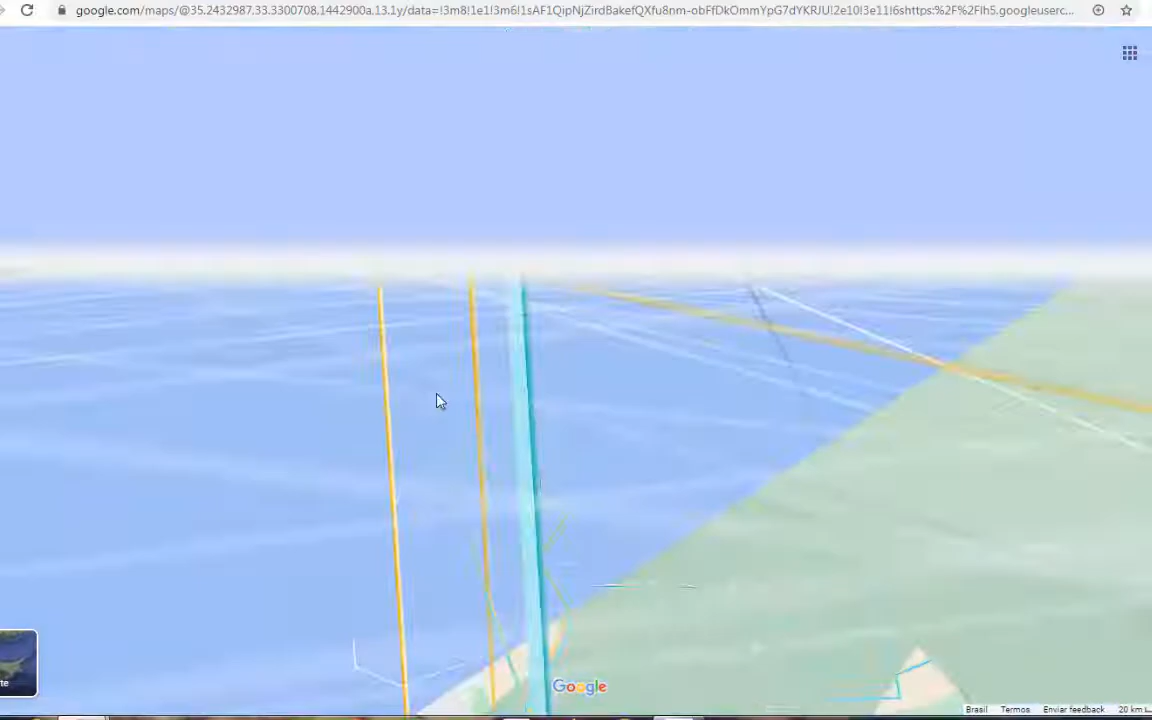 google.com/maps/@35.2432987.33.3300708.1442900a.13.1y/data=!3m8!1e1!3m6!1sAF1QipNjZirdBakefQXfu8nm-obFfDkOmmYpG7dYKRJU!2e10!3e11!6shttps:%2F%2Flh5.googleuserc...
te
Google
Brasil Termos Enviar feedback 20 km